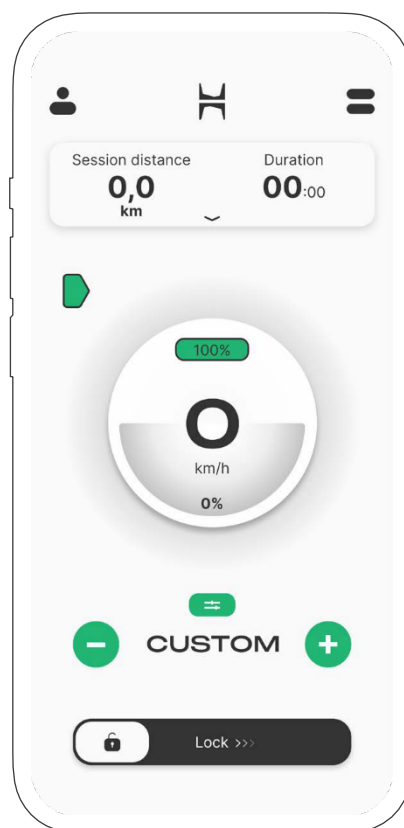 Session distance
Duration
0,0
00:00
km
100%
0
km/h
0%
CUSTOM
Lock >>>